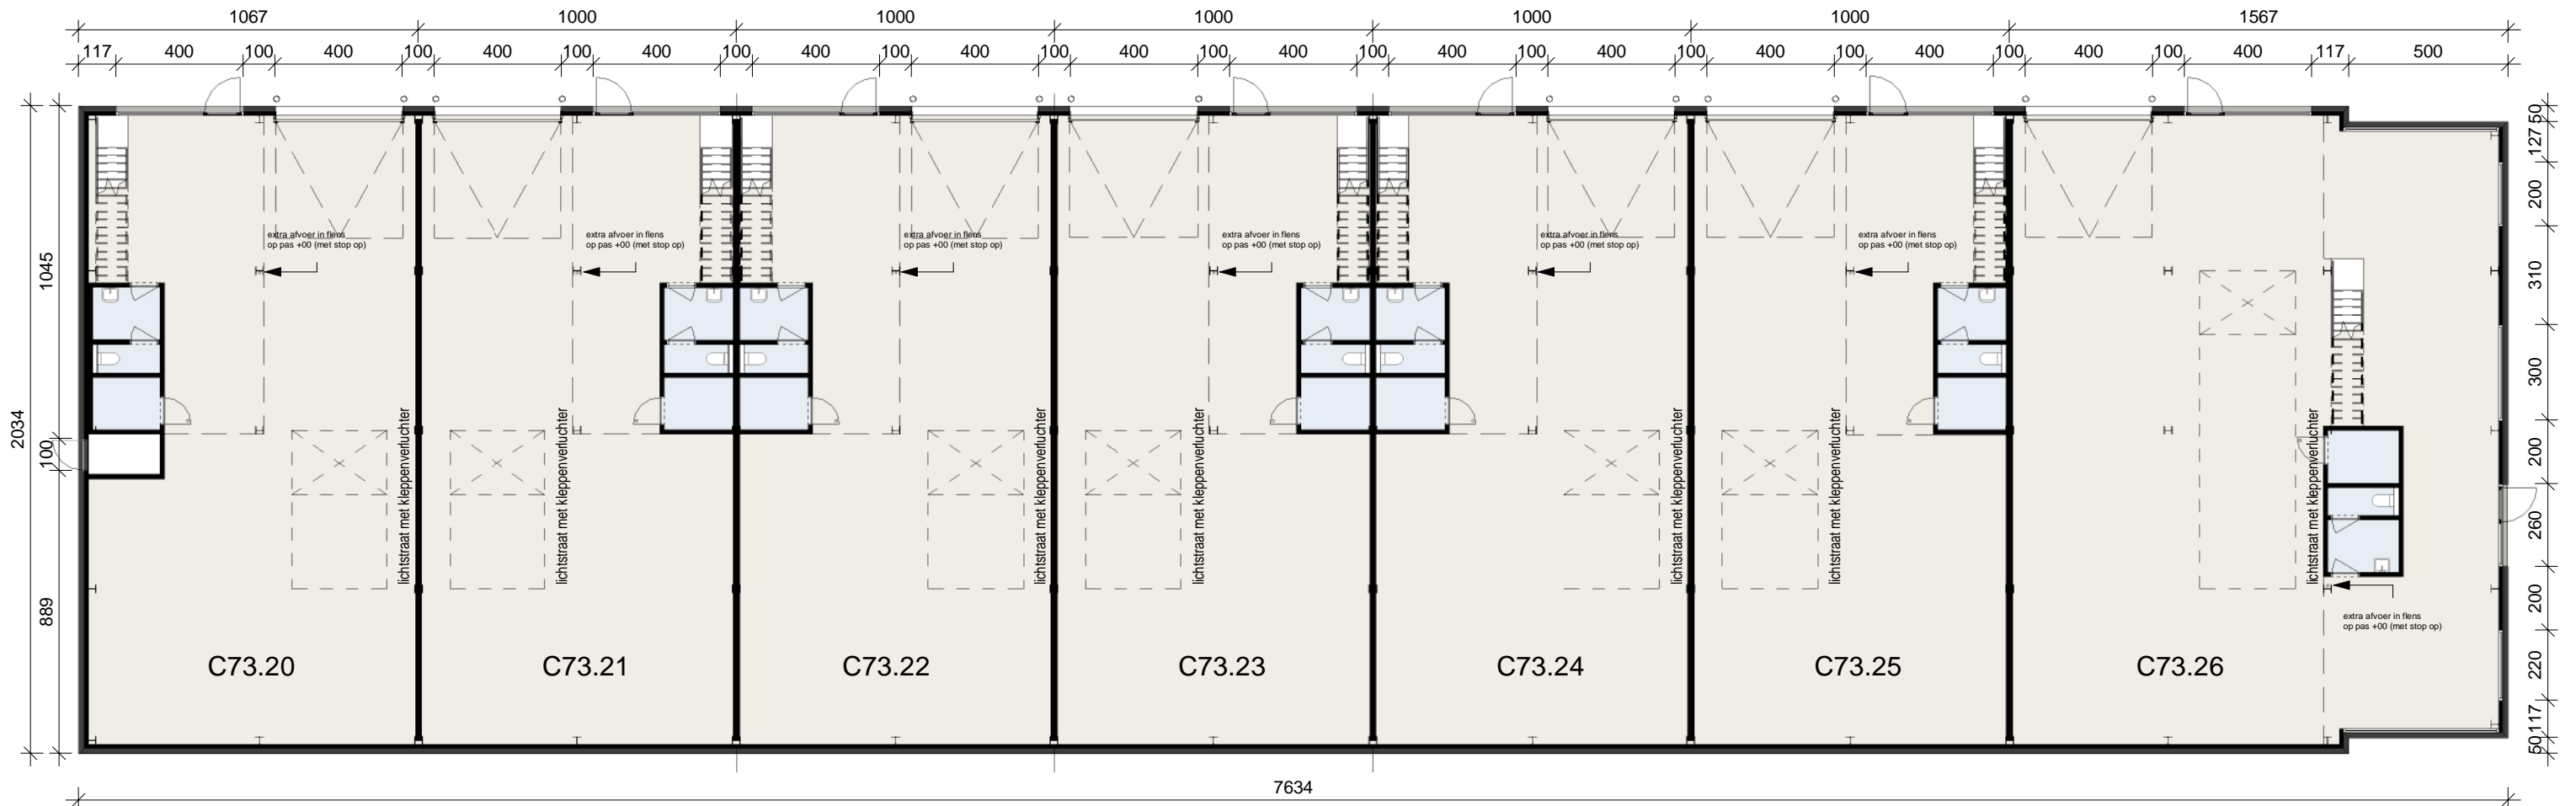 1067 1000 1000 1000 1000 1000 1567
117 400 100 400 100 400 100 400 100 400 100 400 100 400 100 400 100 400 100 400 100 400 100 400 100 400 100 400 117 500
50
127
200
310
300
200
260
200
220
117
50
2034
1045
100
889
extra afvoer in flens
op pas +00 (met stop op)
extra afvoer in flens
op pas +00 (met stop op)
extra afvoer in flens
op pas +00 (met stop op)
extra afvoer in flens
op pas +00 (met stop op)
extra afvoer in flens
op pas +00 (met stop op)
extra afvoer in flens
op pas +00 (met stop op)
lichtstraat met kleppenverluchter
lichtstraat met kleppenverluchter
lichtstraat met kleppenverluchter
lichtstraat met kleppenverluchter
lichtstraat met kleppenverluchter
lichtstraat met kleppenverluchter
lichtstraat met kleppenverluchter
extra afvoer in flens
op pas +00 (met stop op)
C73.20 C73.21 C73.22 C73.23 C73.24 C73.25 C73.26
7634